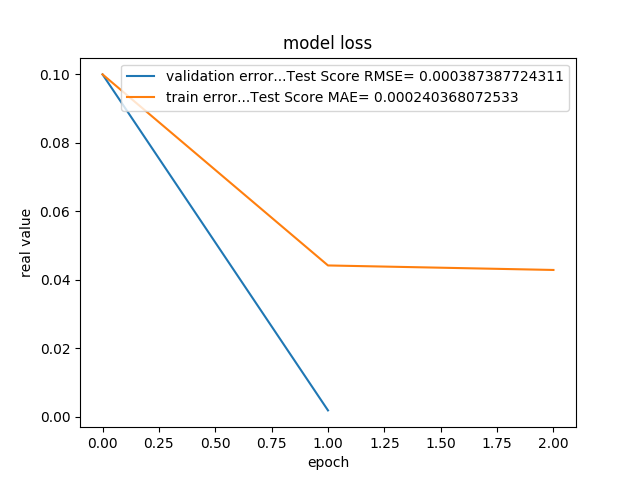 model loss
validation error...Test Score RMSE= 0.000387387724311
train error...Test Score MAE= 0.000240368072533
real value
0.10
0.08
0.06
0.04
0.02
0.00
0.00 0.25 0.50 0.75 1.00 1.25 1.50 1.75 2.00
epoch